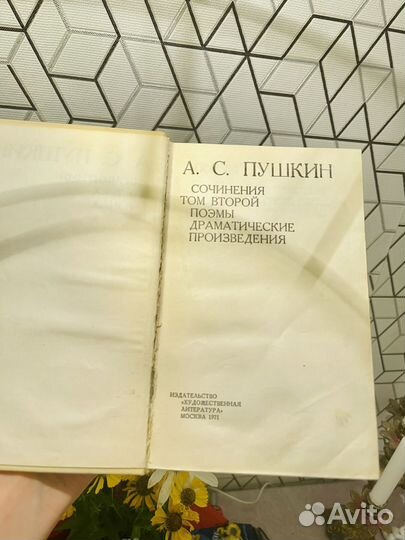 А. С. ПУШКИН
СОЧИНЕНИЯ
ТОМ ВТОРОЙ
ПОЭМЫ
ДРАМАТИЧЕСКИЕ
ПРОИЗВЕДЕНИЯ
ИЗДАТЕЛЬСТВО
«ХУДОЖЕСТВЕННАЯ
ЛИТЕРАТУРА»
МОСКВА 1971
Avito